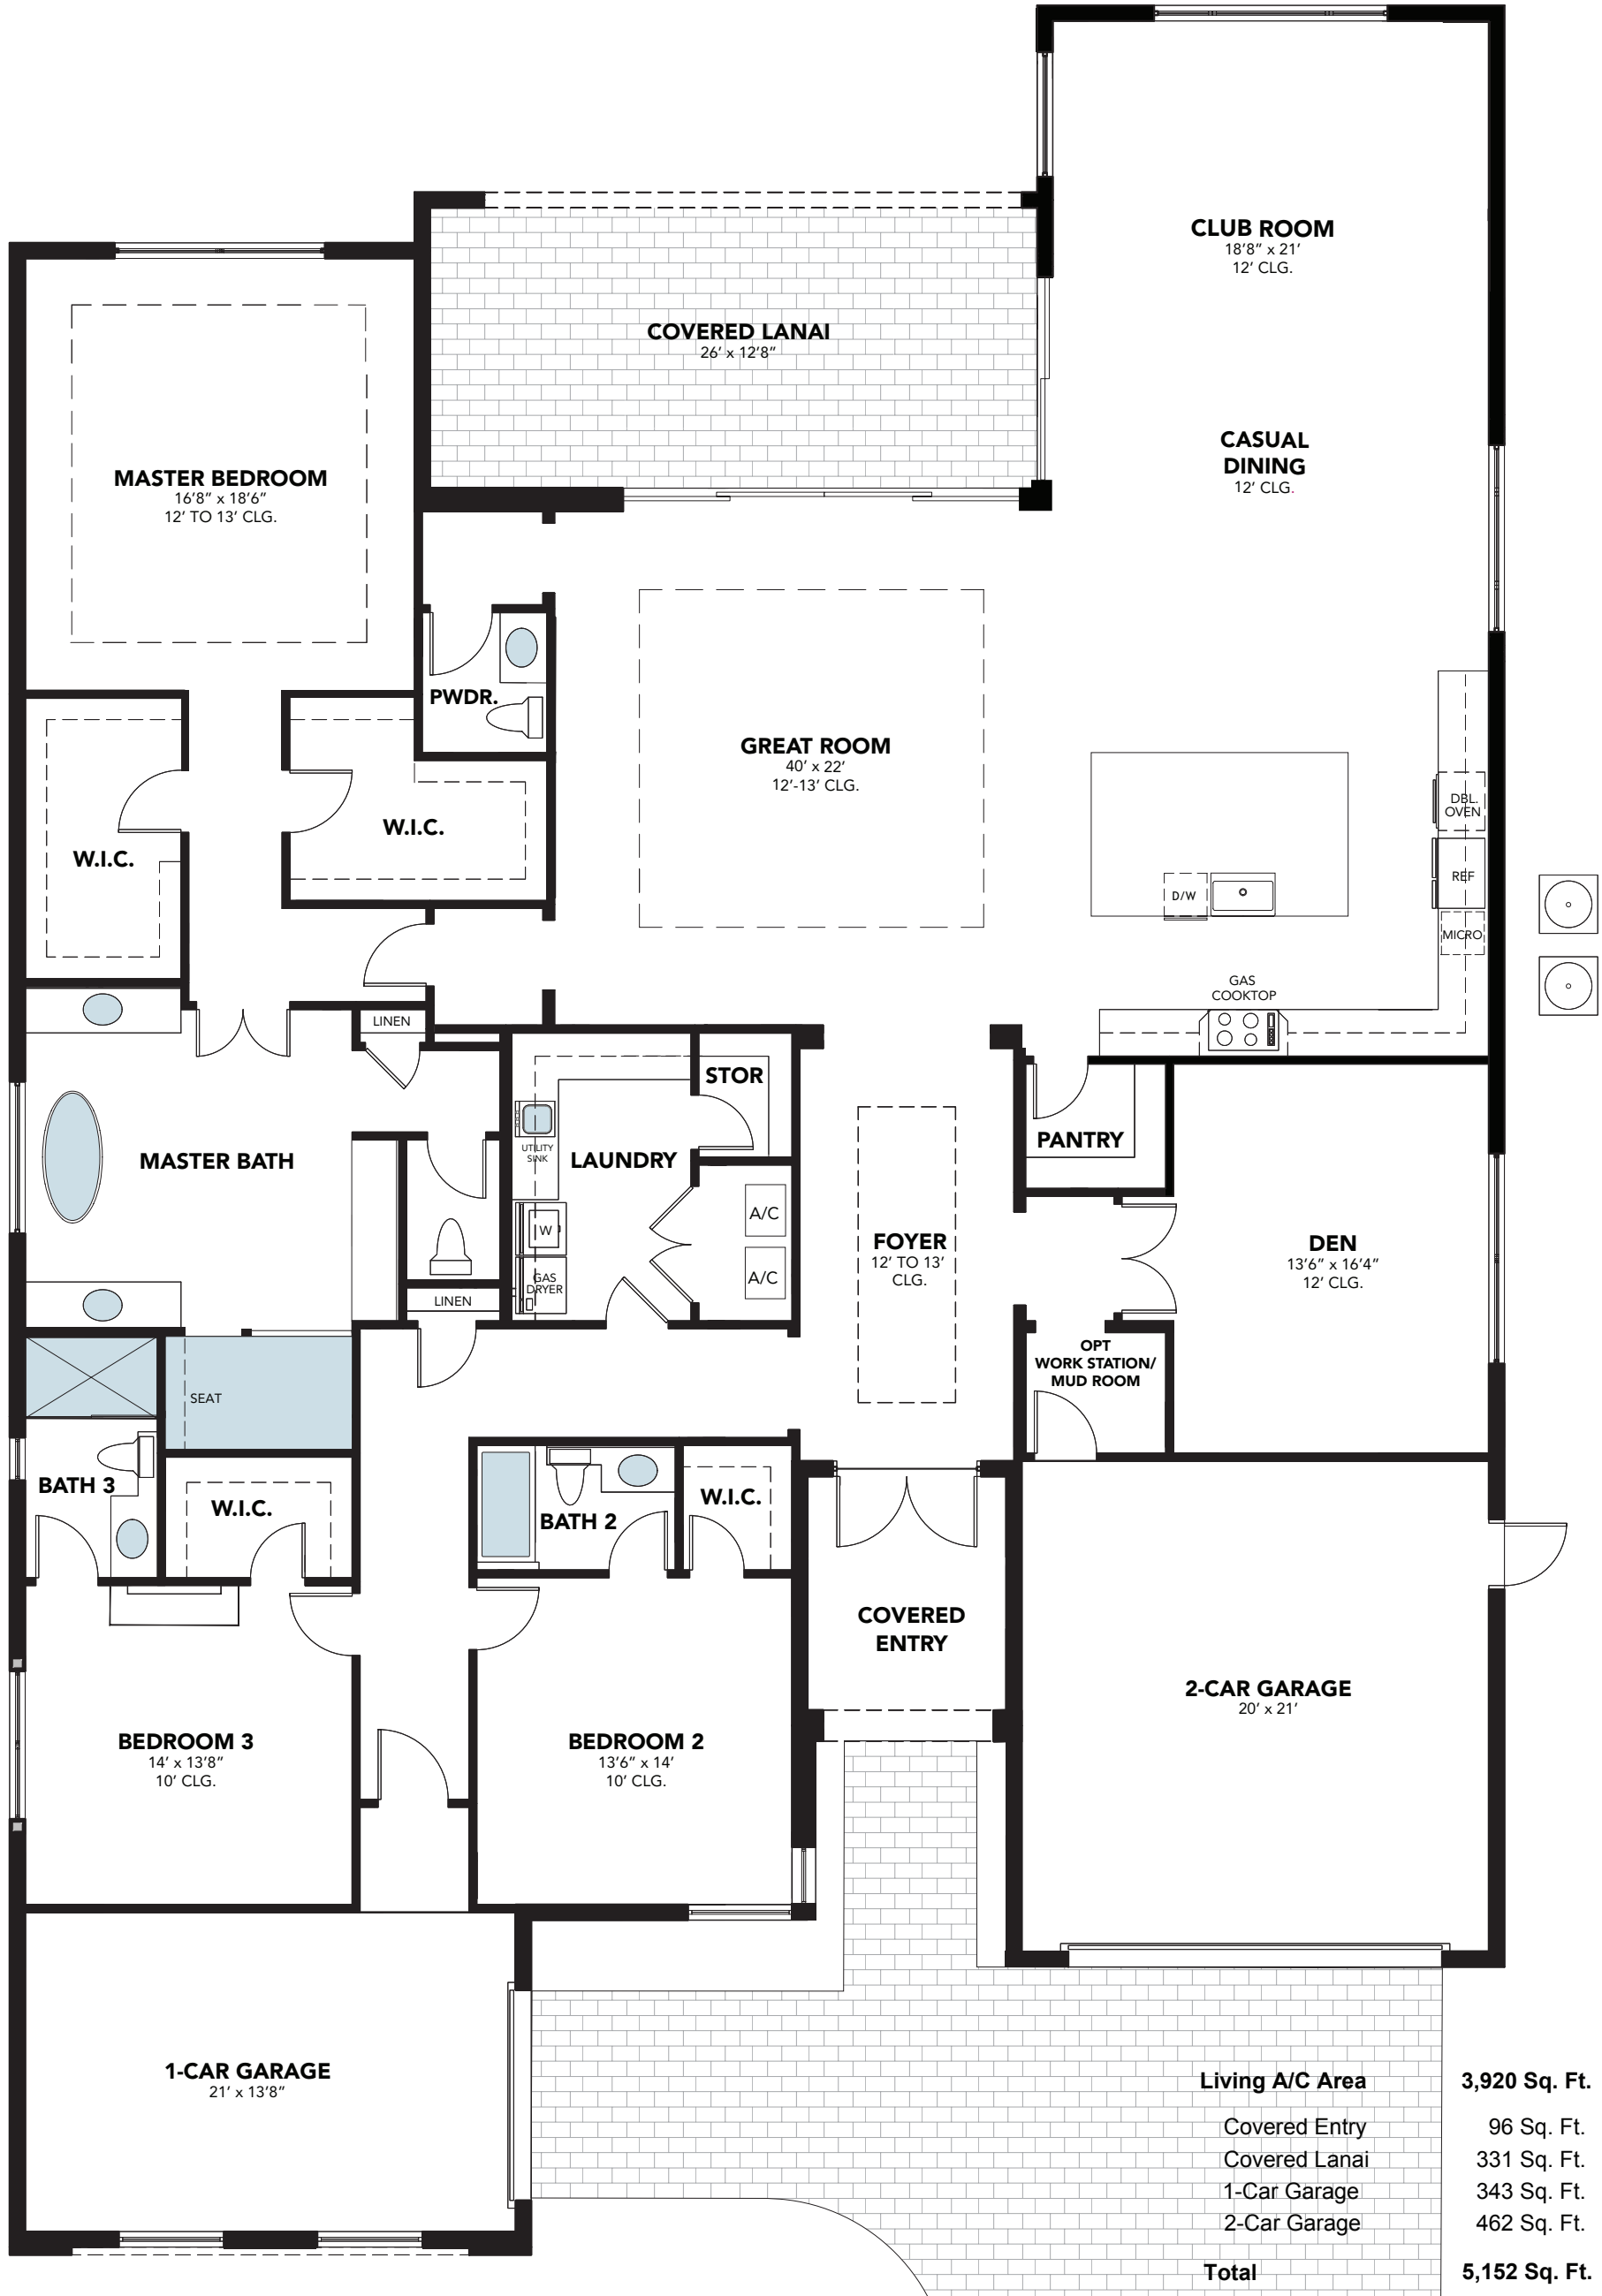 CLUB ROOM
18'8" x 21'
12' CLG.
COVERED LANAI
26' x 12'8"
CASUAL
DINING
12' CLG.
MASTER BEDROOM
16'8" x 18'6"
12' TO 13' CLG.
PWDR.
GREAT ROOM
40' x 22'
12'-13' CLG.
W.I.C.
W.I.C.
DBL.
OVEN
REF
D/W
MICRO
GAS
COOKTOP
LINEN
STOR
PANTRY
UTILITY
SINK
LAUNDRY
MASTER BATH
A/C
W
FOYER
12' TO 13'
CLG.
DEN
13'6" x 16'4"
12' CLG.
A/C
GAS
DRYER
LINEN
OPT
WORK STATION/
MUD ROOM
SEAT
BATH 3
W.I.C.
BATH 2
W.I.C.
COVERED
ENTRY
2-CAR GARAGE
20' x 21'
BEDROOM 3
14' x 13'8"
10' CLG.
BEDROOM 2
13'6" x 14'
10' CLG.
1-CAR GARAGE
21' x 13'8"
Living A/C Area 3,920 Sq. Ft.
Covered Entry 96 Sq. Ft.
Covered Lanai 331 Sq. Ft.
1-Car Garage 343 Sq. Ft.
2-Car Garage 462 Sq. Ft.
Total 5,152 Sq. Ft.